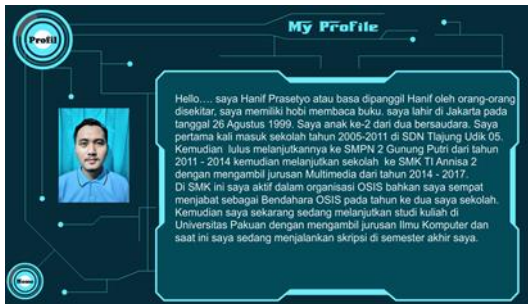 Profil
My Profile
Hello.... saya Hanif Prasetyo atau basa dipanggil Hanif oleh orang-orang
disekitar, saya memiliki hobi membaca buku. saya lahir di Jakarta pada
tanggal 26 Agustus 1999. Saya anak ke-2 dari dua bersaudara. Saya
pertama kali masuk sekolah tahun 2005-2011 di SDN Tlajung Udik 05.
Kemudian lulus melanjutkannya ke SMPN 2 Gunung Putri dari tahun
2011 - 2014 kemudian melanjutkan sekolah ke SMK TI Annisa 2
dengan mengambil jurusan Multimedia dari tahun 2014 - 2017.
Di SMK ini saya aktif dalam organisasi OSIS bahkan saya sempat
menjabat sebagai Bendahara OSIS pada tahun ke dua saya sekolah.
Kemudian saya sekarang sedang melanjutkan studi kuliah di
Universitas Pakuan dengan mengambil jurusan Ilmu Komputer dan
saat ini saya sedang menjalankan skripsi di semester akhir saya.
Home